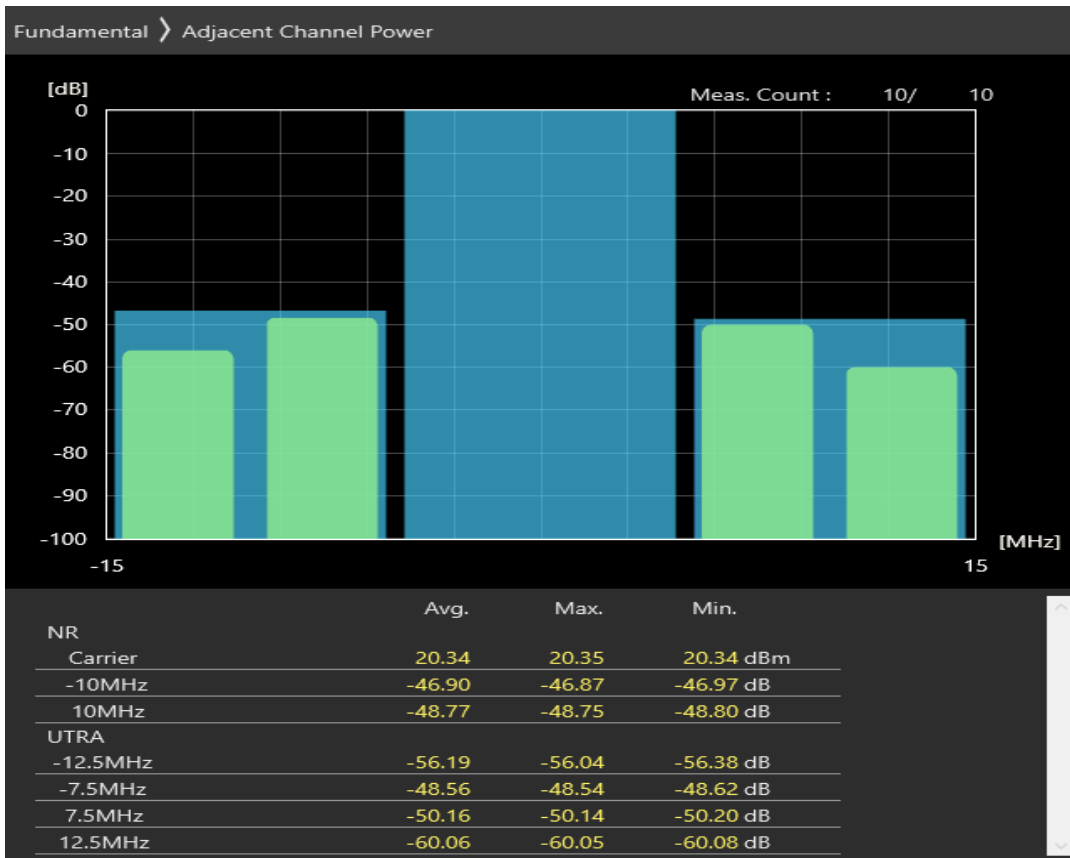 Fundamental ❯ Adjacent Channel Power
[dB]
Meas. Count : 10/ 10
0
-10
-20
-30
-40
-50
-60
-70
-80
-90
-100
[MHz]
-15 15
Avg. Max. Min.
NR
Carrier 20.34 20.35 20.34 dBm
-10MHz -46.90 -46.87 -46.97 dB
10MHz -48.77 -48.75 -48.80 dB
UTRA
-12.5MHz -56.19 -56.04 -56.38 dB
-7.5MHz -48.56 -48.54 -48.62 dB
7.5MHz -50.16 -50.14 -50.20 dB
12.5MHz -60.06 -60.05 -60.08 dB